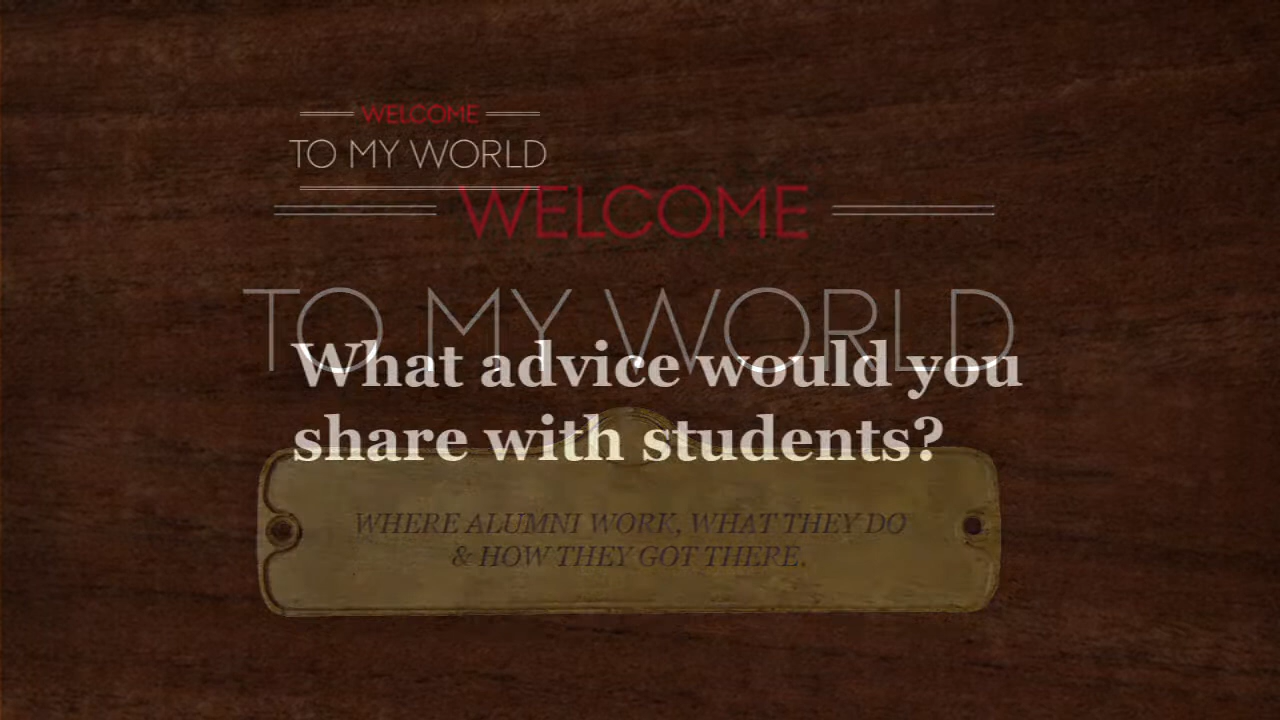 WELCOME
TO MY WORLD
WELCOME
TO MY WORLD
What advice would you
share with students?
WHERE ALUMNI WORK, WHAT THEY DO
& HOW THEY GOT THERE.